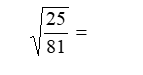 √(25/81) =